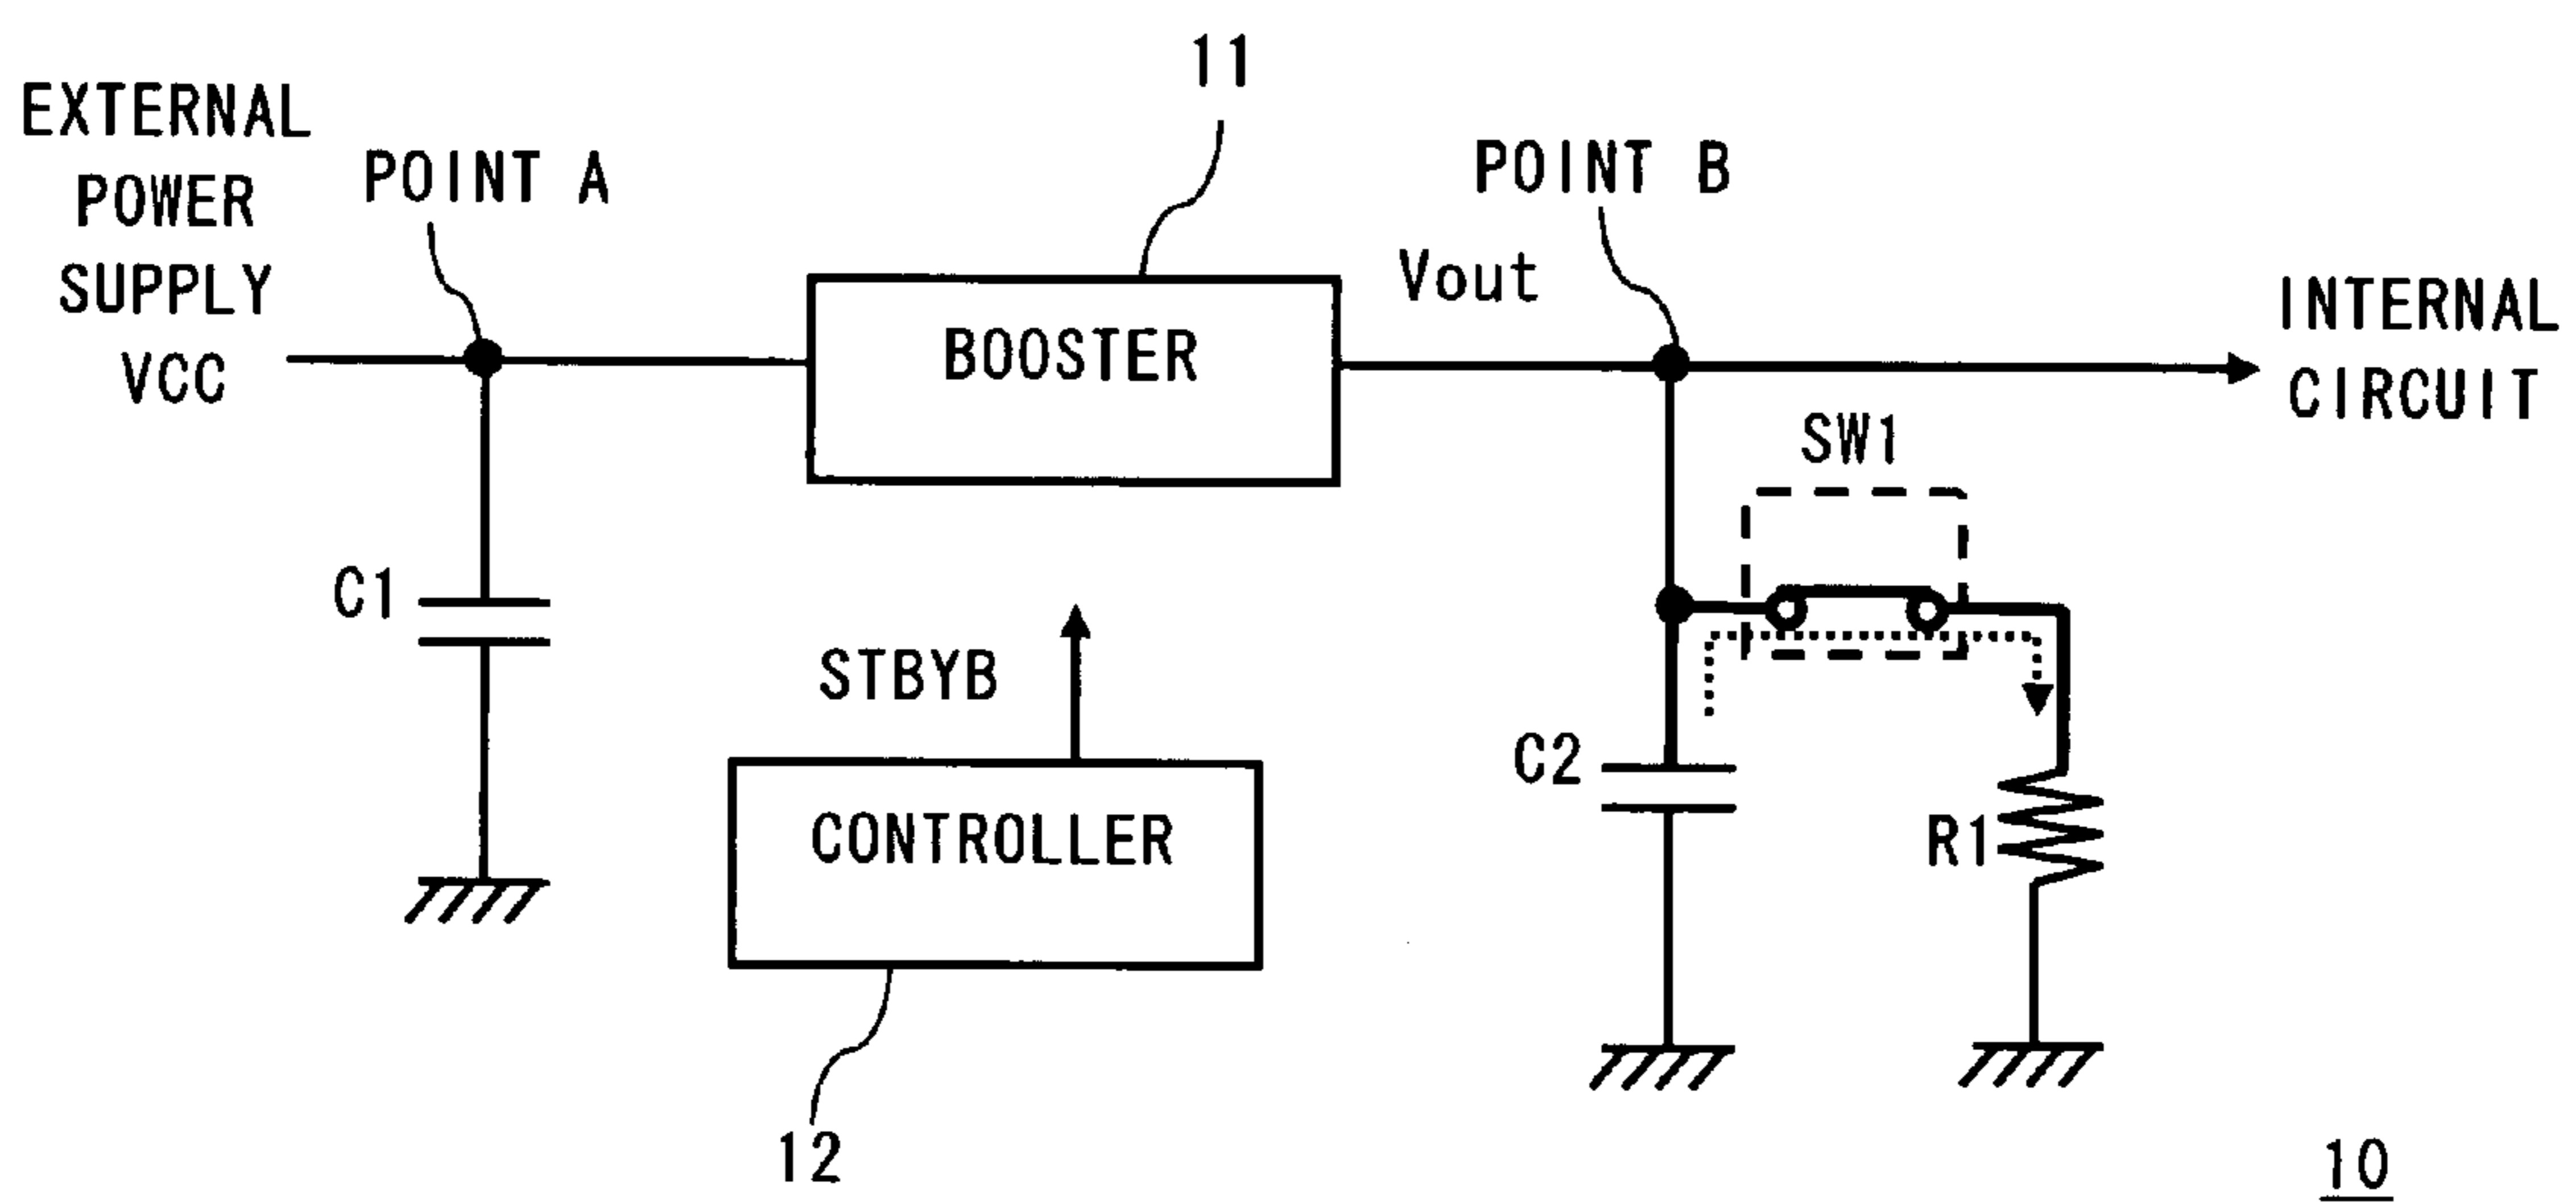 11
EXTERNAL
POWER
SUPPLY
VCC
POINT A
POINT B
Vout
BOOSTER
INTERNAL
CIRCUIT
SW1
C1
STBYB
C2
CONTROLLER
R1
12
10